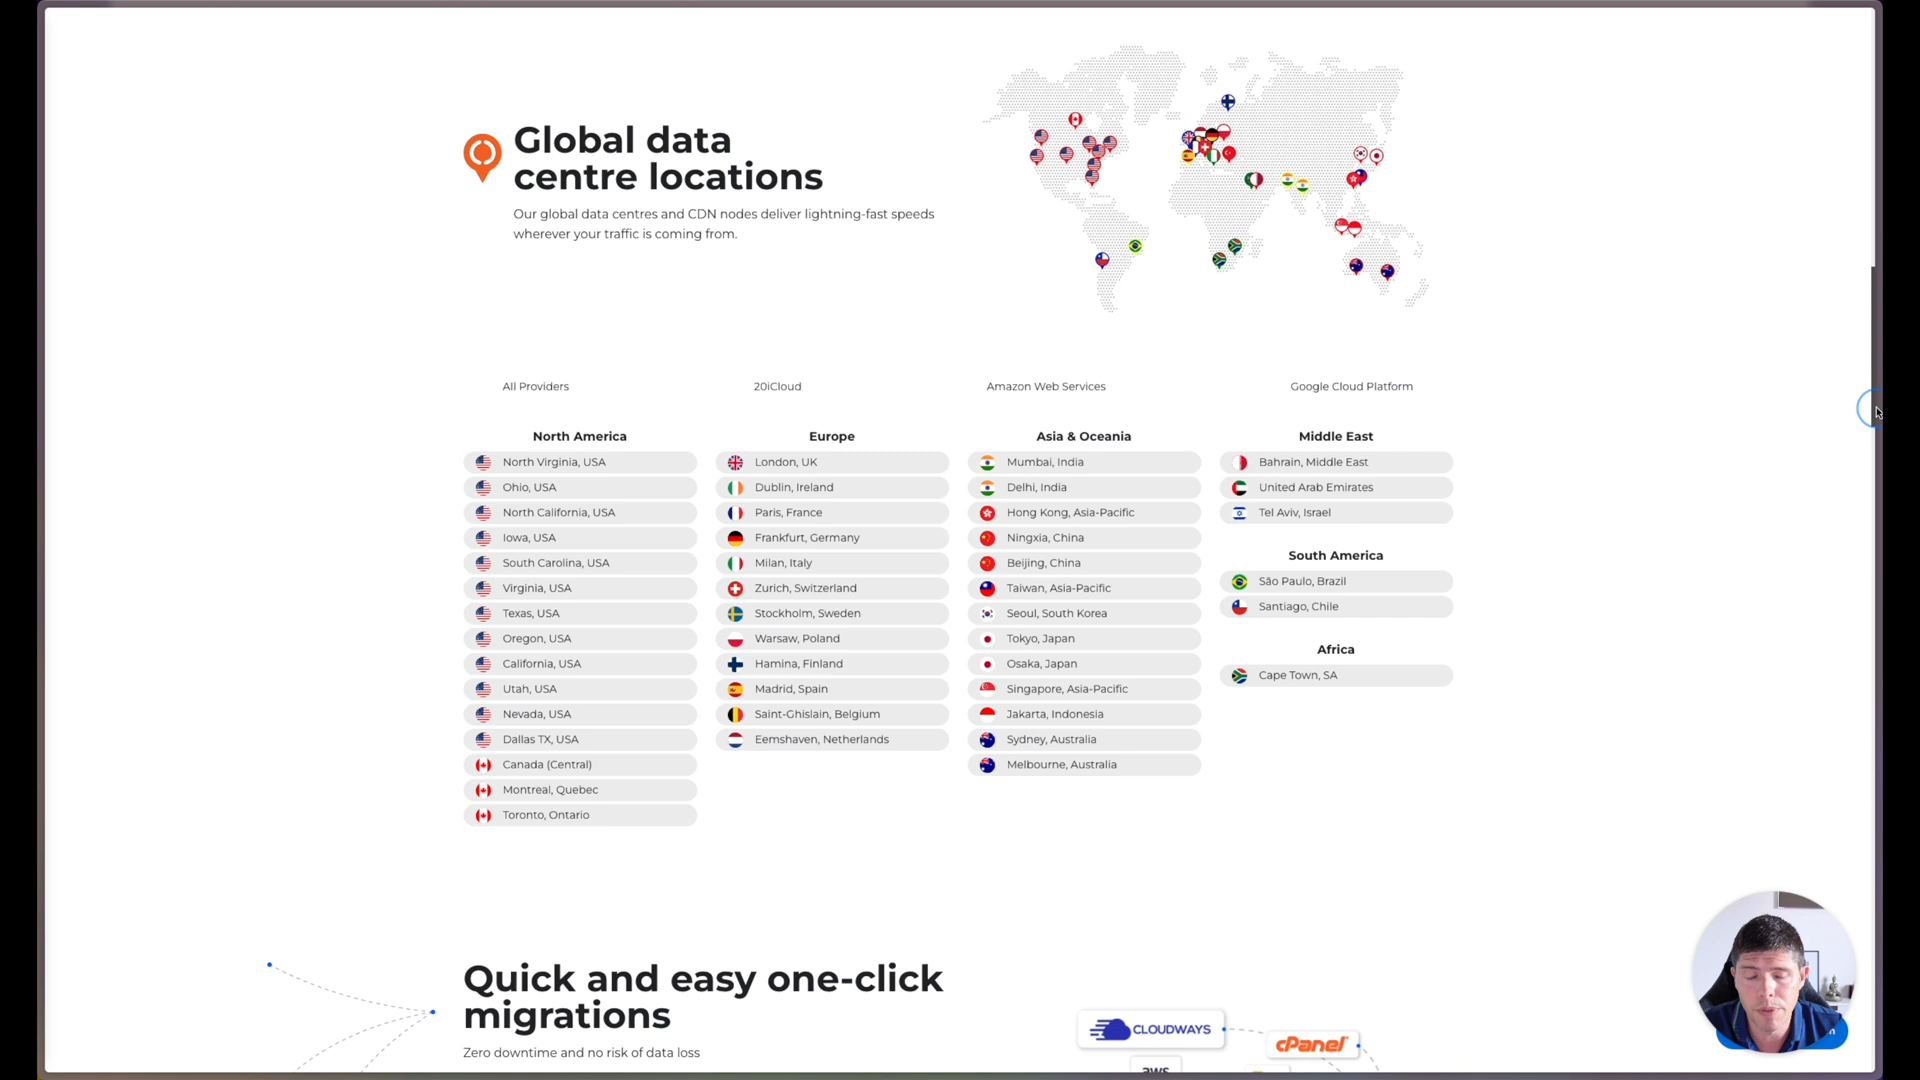 Global data
centre locations
Our global data centres and CDN nodes deliver lightning-fast speeds
wherever your traffic is coming from.
All Providers
20iCloud
Amazon Web Services
Google Cloud Platform
North America
North Virginia, USA
Ohio, USA
North California, USA
Iowa, USA
South Carolina, USA
Virginia, USA
Texas, USA
Oregon, USA
California, USA
Utah, USA
Nevada, USA
Dallas TX, USA
Canada (Central)
Montreal, Quebec
Toronto, Ontario
Europe
London, UK
Dublin, Ireland
Paris, France
Frankfurt, Germany
Milan, Italy
Zurich, Switzerland
Stockholm, Sweden
Warsaw, Poland
Hamina, Finland
Madrid, Spain
Saint-Ghislain, Belgium
Eemshaven, Netherlands
Asia & Oceania
Mumbai, India
Delhi, India
Hong Kong, Asia-Pacific
Ningxia, China
Beijing, China
Taiwan, Asia-Pacific
Seoul, South Korea
Tokyo, Japan
Osaka, Japan
Singapore, Asia-Pacific
Jakarta, Indonesia
Sydney, Australia
Melbourne, Australia
Middle East
Bahrain, Middle East
United Arab Emirates
Tel Aviv, Israel
South America
São Paulo, Brazil
Santiago, Chile
Africa
Cape Town, SA
Quick and easy one-click
migrations
Zero downtime and no risk of data loss
CLOUDWAYS
cPanel
aws